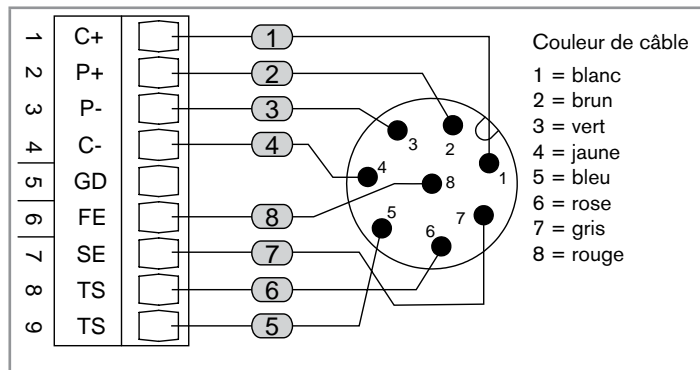 1 C+ 1
2 P+ 2
3 P- 3
4 C- 4
5 GD
6 FE 8
7 SE 7
8 TS 6
9 TS 5
3
2
1
4
8
5
6
7
Couleur de câble
1 = blanc
2 = brun
3 = vert
4 = jaune
5 = bleu
6 = rose
7 = gris
8 = rouge